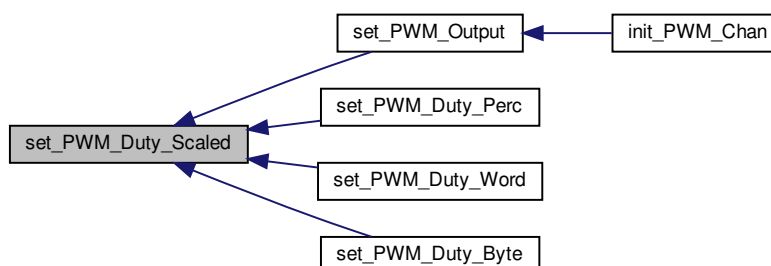 set_PWM_Output
init_PWM_Chan
set_PWM_Duty_Perc
set_PWM_Duty_Scaled
set_PWM_Duty_Word
set_PWM_Duty_Byte